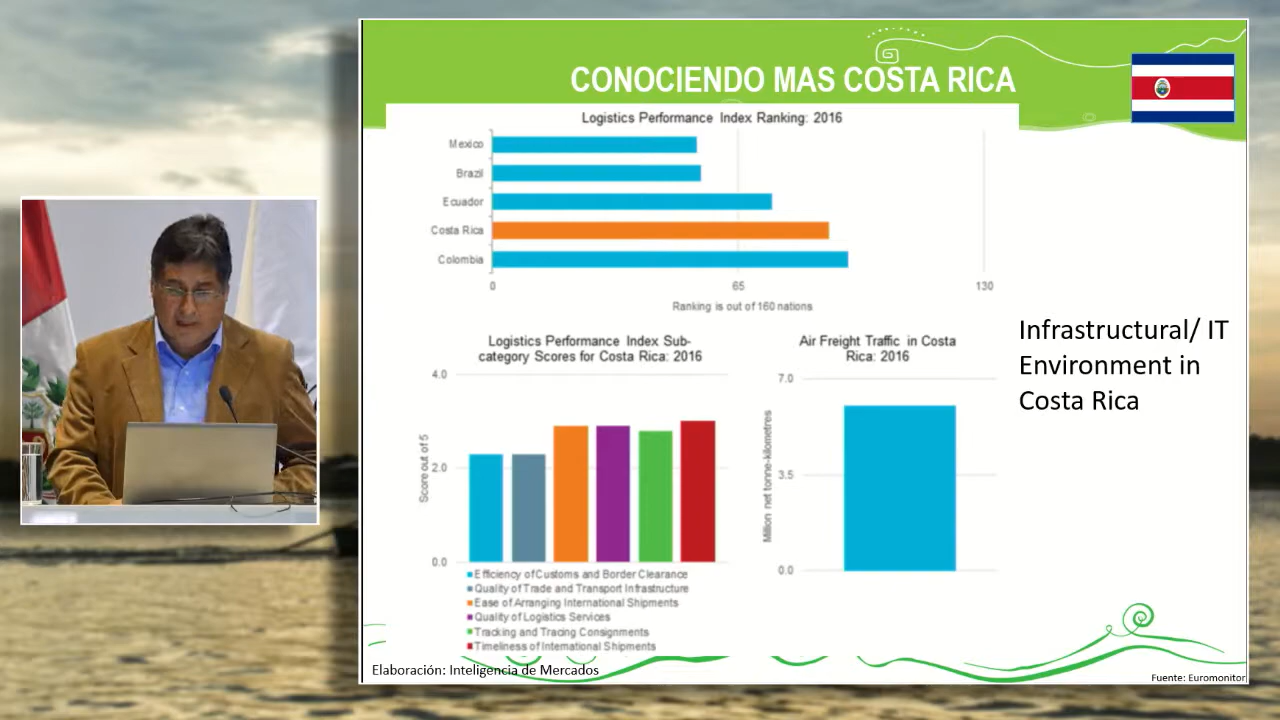 CONOCIENDO MAS COSTA RICA
Logistics Performance Index Ranking: 2016
Mexico
Brazil
Ecuador
Costa Rica
Colombia
0
65
130
Ranking is out of 160 nations
Logistics Performance Index Sub-
category Scores for Costa Rica: 2016
4.0
2.0
0.0
Score out of 5
Efficiency of Customs and Border Clearance
Quality of Trade and Transport Infrastructure
Ease of Arranging International Shipments
Quality of Logistics Services
Tracking and Tracing Consignments
Timeliness of International Shipments
Air Freight Traffic in Costa
Rica: 2016
7.0
3.5
0.0
Million net tonne-kilometres
Infrastructural/ IT
Environment in
Costa Rica
Elaboración: Inteligencia de Mercados
Fuente: Euromonitor